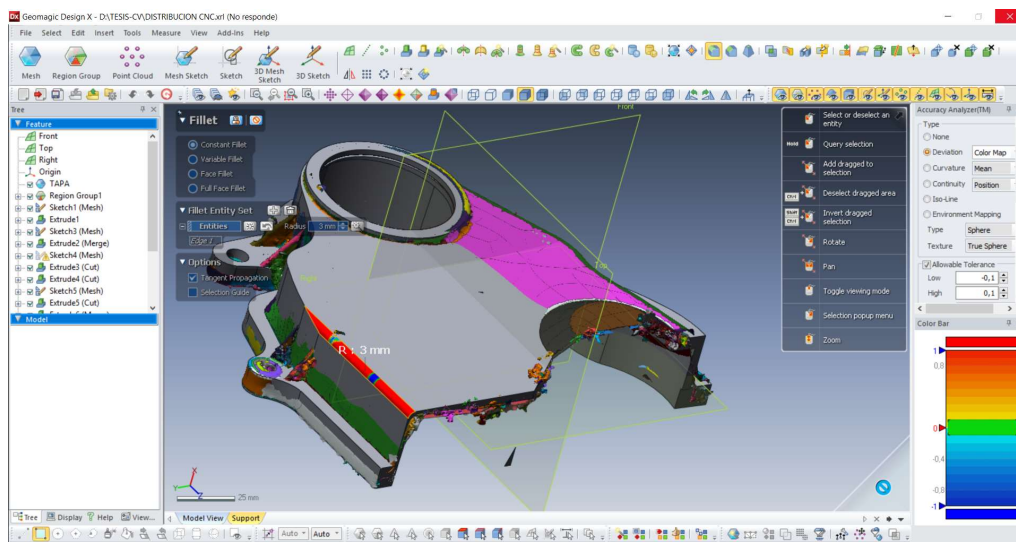 Geomagic Design X - D:\TESIS-CV\DISTRIBUCION CNC.xrl (No responde)
File Select Edit Insert Tools Measure View Add-Ins Help
Mesh Region Group Point Cloud Mesh Sketch Sketch 3D Mesh Sketch 3D Sketch
Tree
Feature
Front
Top
Right
Origin
TAPA
Region Group1
Sketch1 (Mesh)
Extrude1
Sketch3 (Mesh)
Extrude2 (Merge)
Sketch4 (Mesh)
Extrude3 (Cut)
Extrude4 (Cut)
Sketch5 (Mesh)
Extrude5 (Cut)
Model
Fillet
Constant Fillet
Variable Fillet
Face Fillet
Full Face Fillet
Fillet Entity Set
Entities Radius 3 mm
Options
Tangent Propagation
Selection Guide
Front
Top
R : 3 mm
25 mm
X
Y
Z
Select or deselect an entity
Hold Query selection
Add dragged to selection
Ctrl Deselect dragged area
Shift Ctrl Invert dragged selection
Rotate
Pan
Toggle viewing mode
Selection popup menu
Zoom
Accuracy Analyzer(TM)
Type
None
Deviation Color Map
Curvature Mean
Continuity Position
Iso-Line
Environment Mapping
Type Sphere
Texture True Sphere
Allowable Tolerance
Low -0,1
High 0,1
Color Bar
1
0,8
0
-0,4
-0,8
-1
Tree Display Help View...
Model View Support
Auto Auto